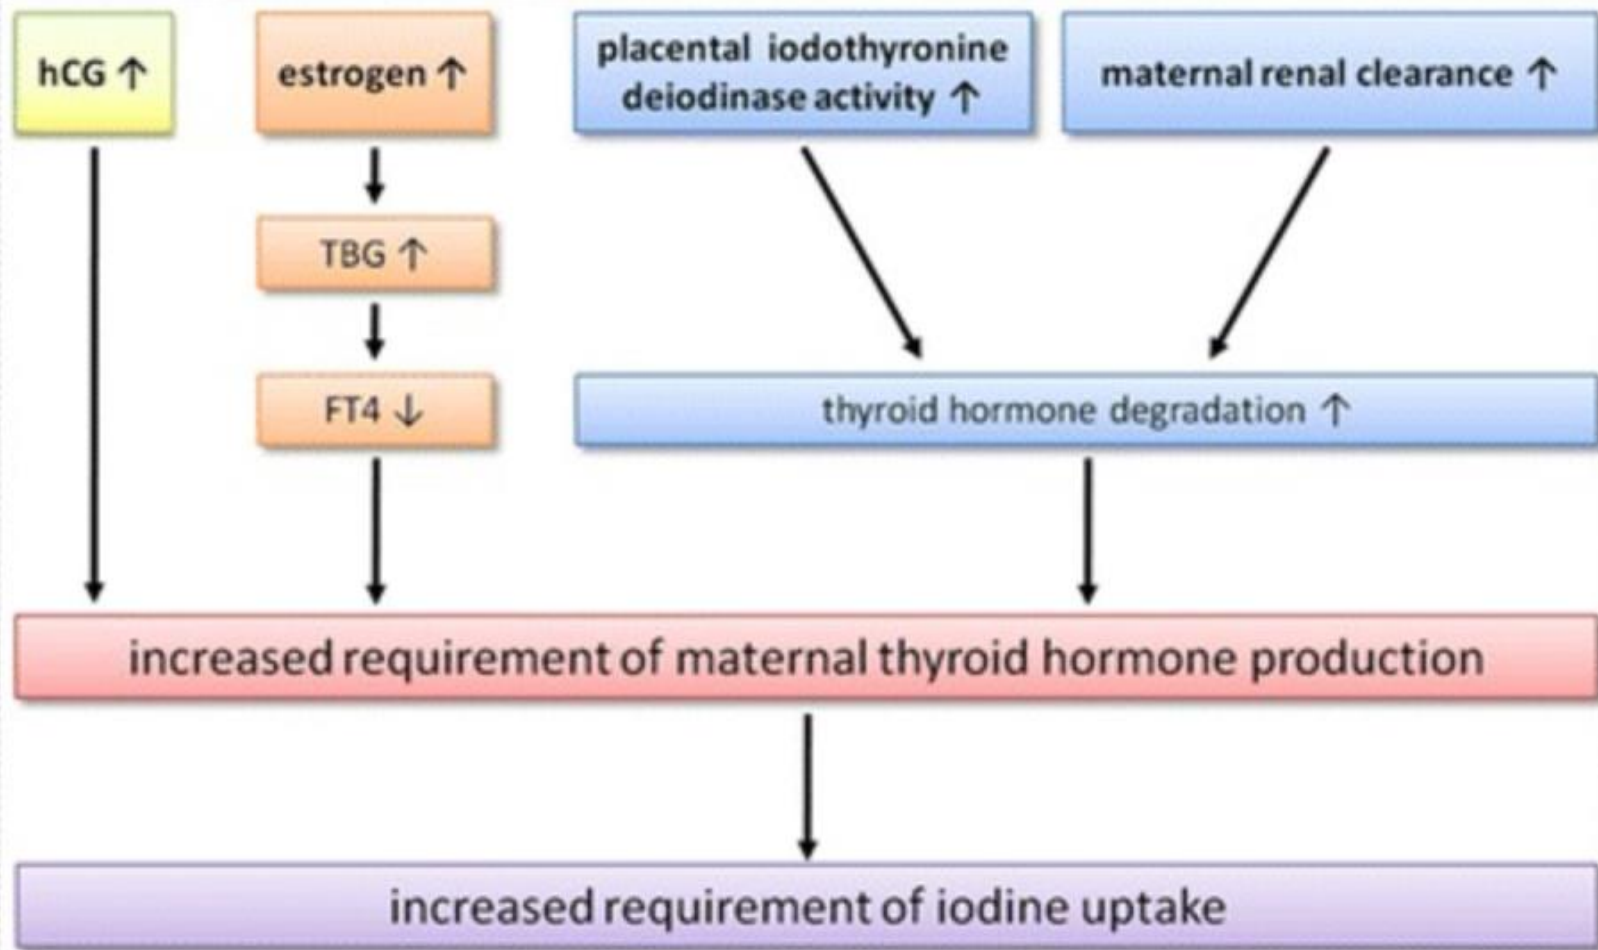 hCG ↑
estrogen ↑
placental iodothyronine
deiodinase activity ↑
maternal renal clearance ↑
TBG ↑
FT4 ↓
thyroid hormone degradation ↑
increased requirement of maternal thyroid hormone production
increased requirement of iodine uptake